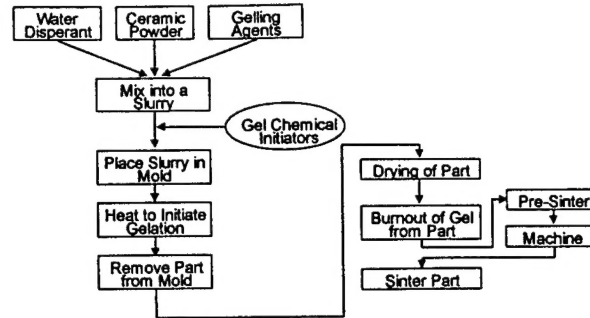 Water
Disperant
Ceramic
Powder
Gelling
Agents
Mix into a
Slurry
Gel Chemical
Initiators
Place Slurry in
Mold
Heat to Initiate
Gelation
Remove Part
from Mold
Drying of Part
Burnout of Gel
from Part
Pre-Sinter
Machine
Sinter Part